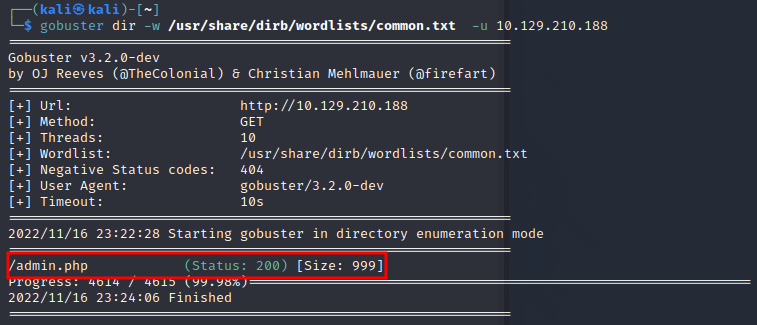 ┌──(kali㉿kali)-[~]
└─$ gobuster dir -w /usr/share/dirb/wordlists/common.txt  -u 10.129.210.188
===============================================================
Gobuster v3.2.0-dev
by OJ Reeves (@TheColonial) & Christian Mehlmauer (@firefart)
===============================================================
[+] Url:                     http://10.129.210.188
[+] Method:                  GET
[+] Threads:                 10
[+] Wordlist:                /usr/share/dirb/wordlists/common.txt
[+] Negative Status codes:   404
[+] User Agent:              gobuster/3.2.0-dev
[+] Timeout:                 10s
===============================================================
2022/11/16 23:22:28 Starting gobuster in directory enumeration mode
===============================================================
/admin.php            (Status: 200) [Size: 999]
Progress: 4614 / 4615 (99.98%)===============================================================
2022/11/16 23:24:06 Finished
===============================================================